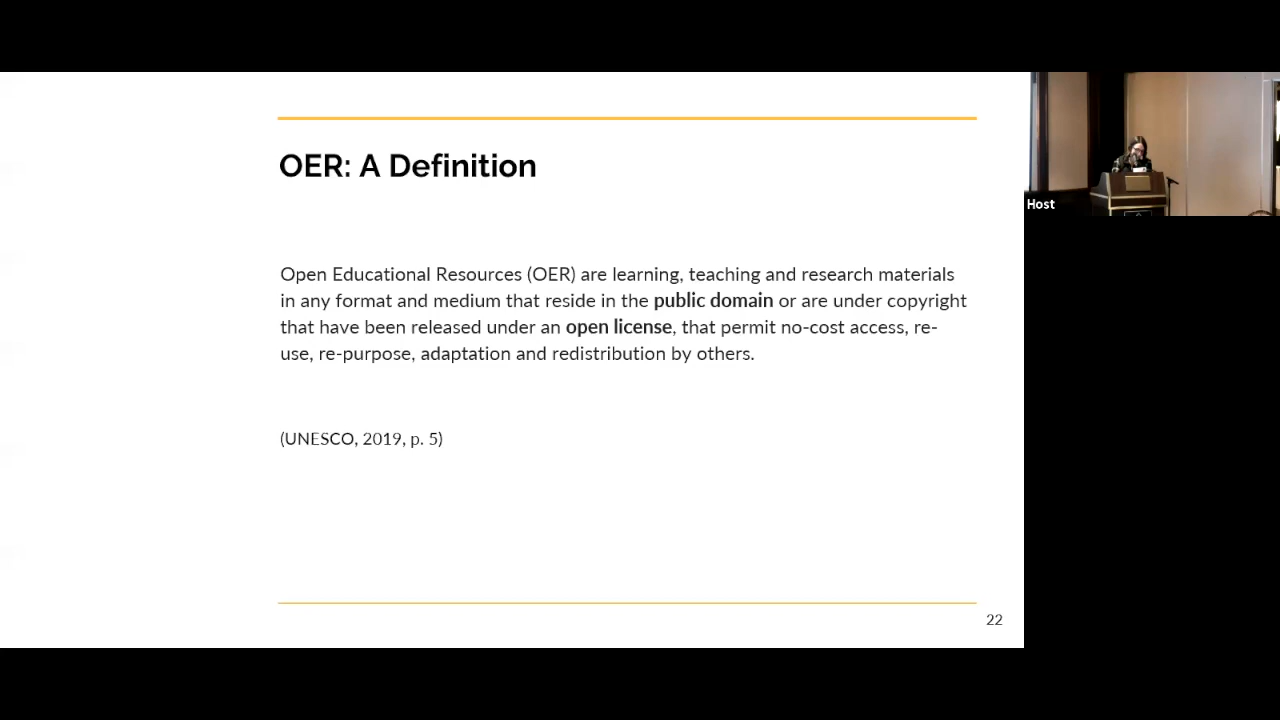 OER: A Definition
Open Educational Resources (OER) are learning, teaching and research materials
in any format and medium that reside in the public domain or are under copyright
that have been released under an open license, that permit no-cost access, re-
use, re-purpose, adaptation and redistribution by others.
(UNESCO, 2019, p. 5)
22
Host